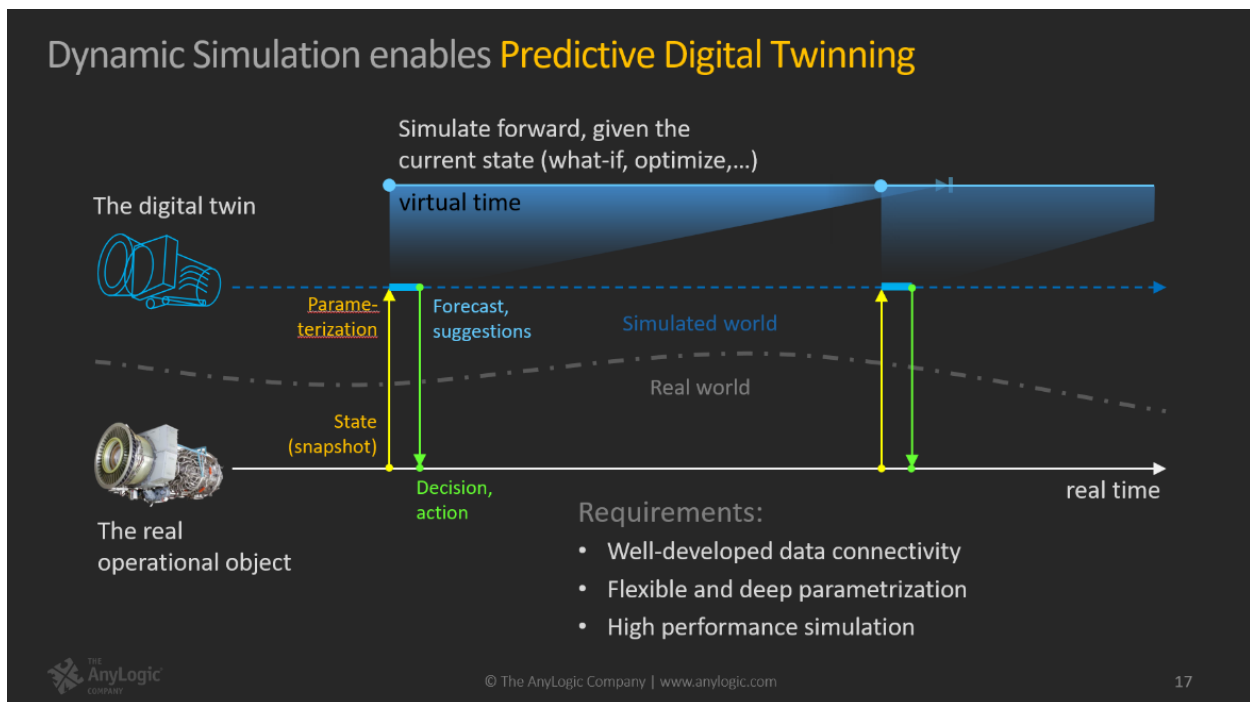 Dynamic Simulation enables Predictive Digital Twinning
Simulate forward, given the
current state (what-if, optimize,...)
virtual time
The digital twin
Parame-
terization
Forecast,
suggestions
Simulated world
Real world
State
(snapshot)
Decision,
action
real time
The real
operational object
Requirements:
• Well-developed data connectivity
• Flexible and deep parametrization
• High performance simulation
THE
AnyLogic
COMPANY
© The AnyLogic Company | www.anylogic.com
17